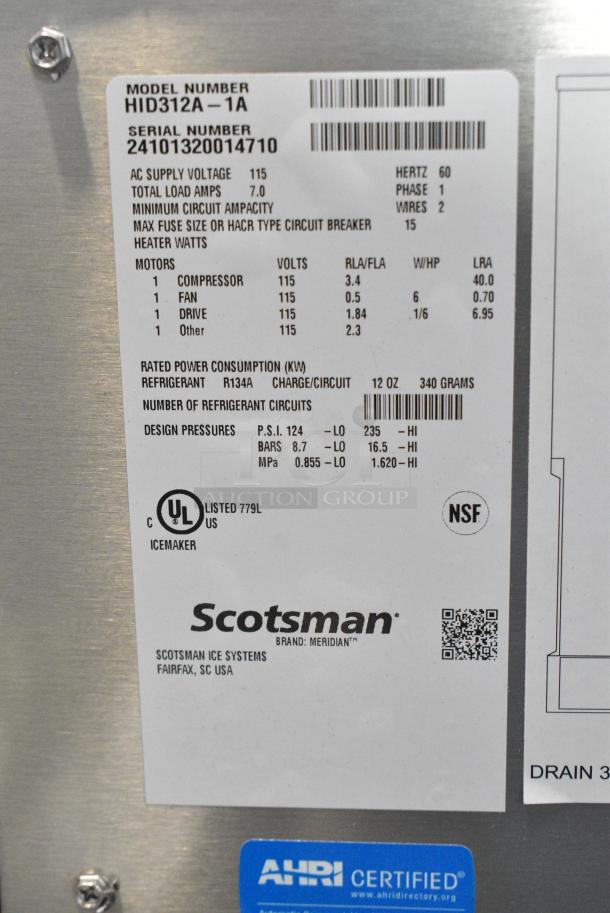 MODEL NUMBER
HID312A-1A
SERIAL NUMBER
24101320014710
AC SUPPLY VOLTAGE 115 HERTZ 60
TOTAL LOAD AMPS 7.0 PHASE 1
MINIMUM CIRCUIT AMPACITY WIRES 2
MAX FUSE SIZE OR HACR TYPE CIRCUIT BREAKER 15
HEATER WATTS
MOTORS VOLTS RLA/FLA W/HP LRA
1 COMPRESSOR 115 3.4 40.0
1 FAN 115 0.5 6 0.70
1 DRIVE 115 1.84 1/6 6.95
1 Other 115 2.3
RATED POWER CONSUMPTION (KW)
REFRIGERANT R134A CHARGE/CIRCUIT 12 OZ 340 GRAMS
NUMBER OF REFRIGERANT CIRCUITS
DESIGN PRESSURES P.S.I. 124 -LO 235 -HI
BARS 8.7 -LO 16.5 -HI
MPa 0.855-LO 1.620-HI
TCI
AUCTION GROUP
C UL ® US LISTED 779L
ICEMAKER
NSF
Scotsman®
BRAND: MERIDIAN™
SCOTSMAN ICE SYSTEMS
FAIRFAX, SC USA
DRAIN 3
AHRI CERTIFIED®
www.ahridirectory.org